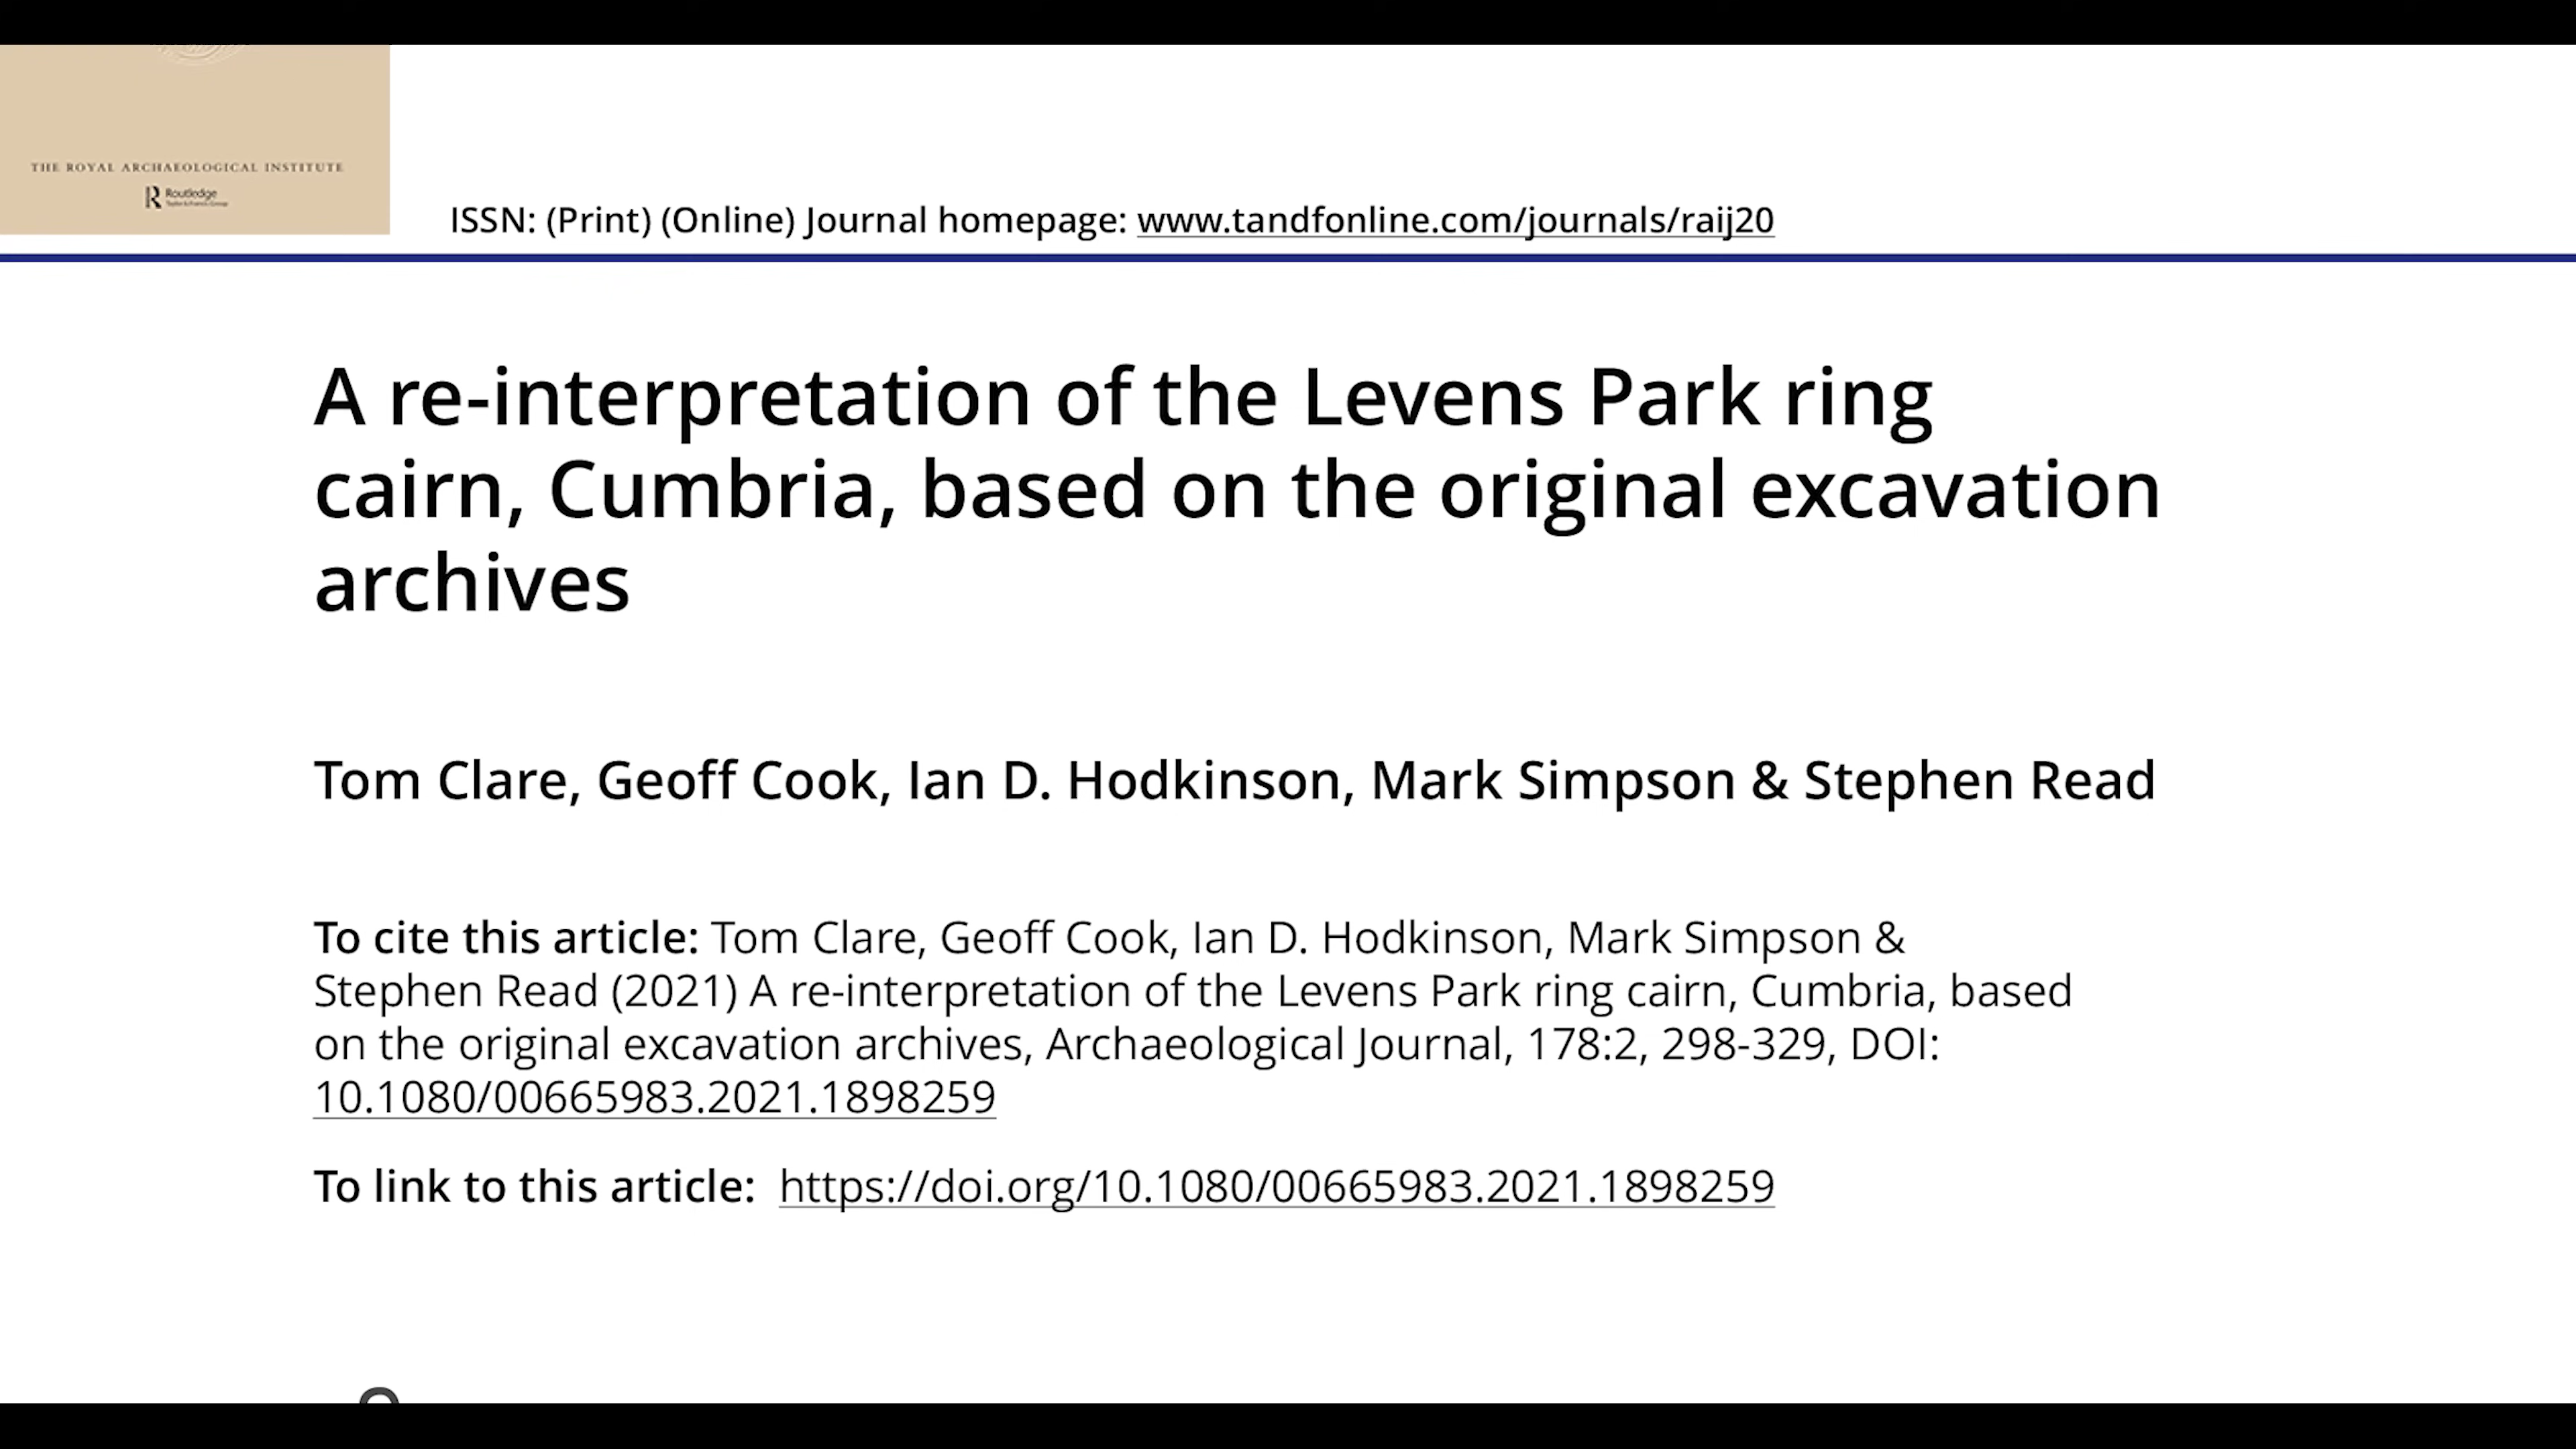 THE ROYAL ARCHAEOLOGICAL INSTITUTE
Routledge
Taylor & Francis Group
ISSN: (Print) (Online) Journal homepage: www.tandfonline.com/journals/raij20
A re-interpretation of the Levens Park ring
cairn, Cumbria, based on the original excavation
archives
Tom Clare, Geoff Cook, Ian D. Hodkinson, Mark Simpson & Stephen Read
To cite this article: Tom Clare, Geoff Cook, Ian D. Hodkinson, Mark Simpson &
Stephen Read (2021) A re-interpretation of the Levens Park ring cairn, Cumbria, based
on the original excavation archives, Archaeological Journal, 178:2, 298-329, DOI:
10.1080/00665983.2021.1898259
To link to this article: https://doi.org/10.1080/00665983.2021.1898259